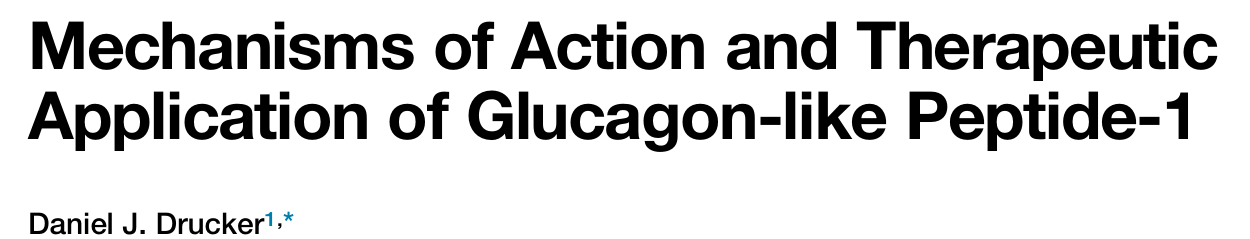 Mechanisms of Action and Therapeutic
Application of Glucagon-like Peptide-1
Daniel J. Drucker1,*